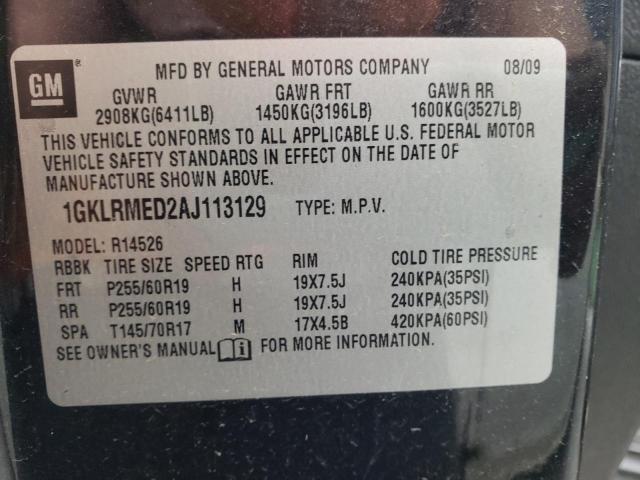 GM
MFD BY GENERAL MOTORS COMPANY 08/09
GVWR GAWR FRT GAWR RR
2908KG(6411LB) 1450KG(3196LB) 1600KG(3527LB)
THIS VEHICLE CONFORMS TO ALL APPLICABLE U.S. FEDERAL MOTOR
VEHICLE SAFETY STANDARDS IN EFFECT ON THE DATE OF
MANUFACTURE SHOWN ABOVE.
1GKLRMED2AJ113129 TYPE: M.P.V.
MODEL: R14526
RBBK TIRE SIZE SPEED RTG RIM COLD TIRE PRESSURE
FRT P255/60R19 H 19X7.5J 240KPA(35PSI)
RR P255/60R19 H 19X7.5J 240KPA(35PSI)
SPA T145/70R17 M 17X4.5B 420KPA(60PSI)
SEE OWNER'S MANUAL FOR MORE INFORMATION.